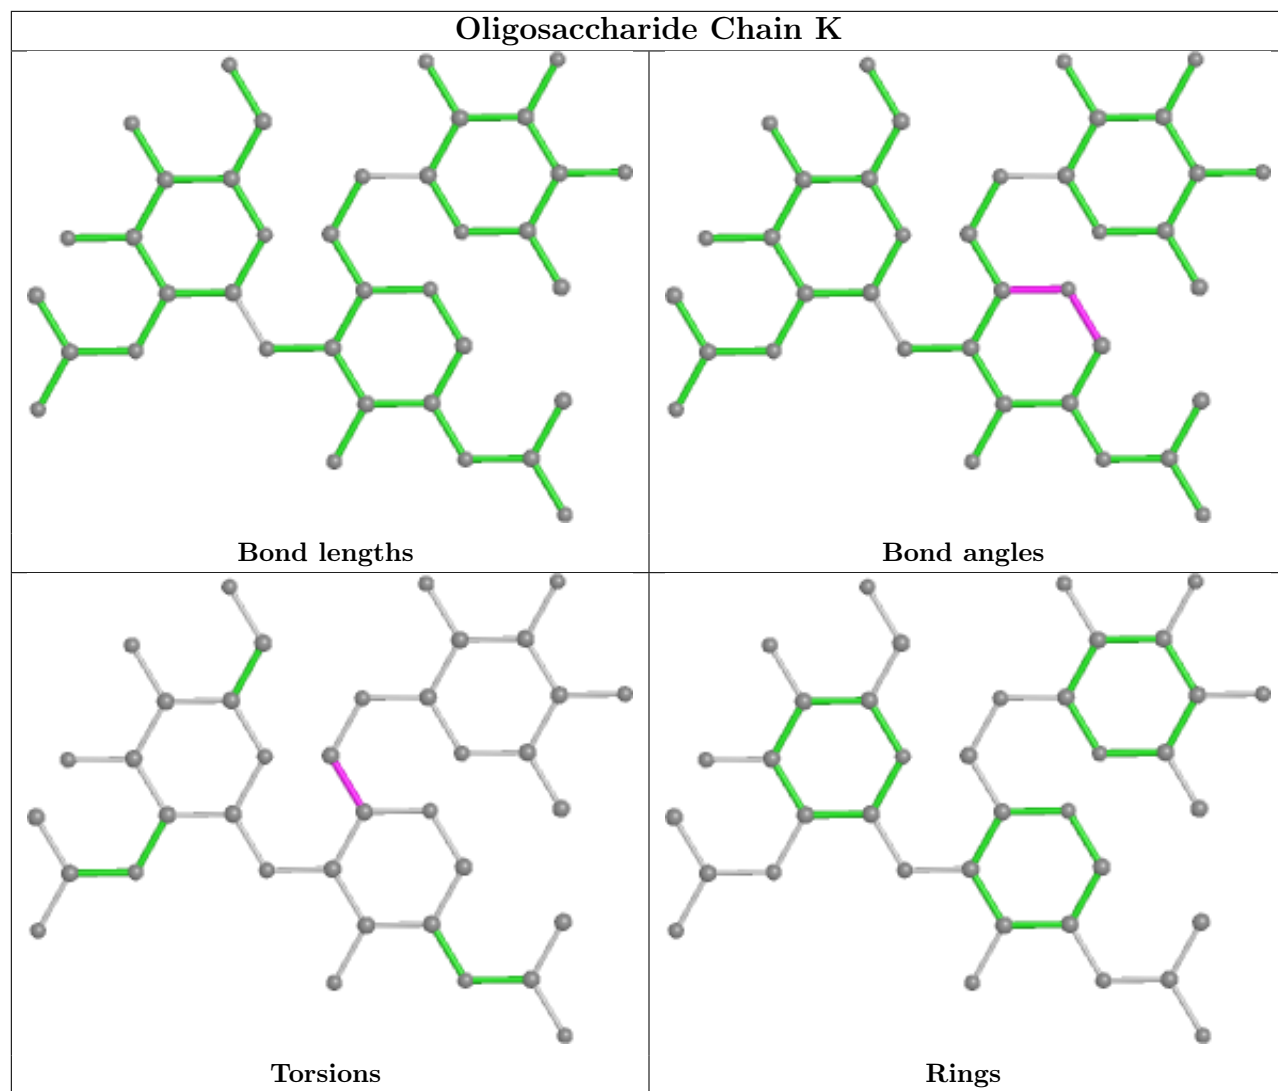 Oligosaccharide Chain K
Bond lengths
Bond angles
Torsions
Rings